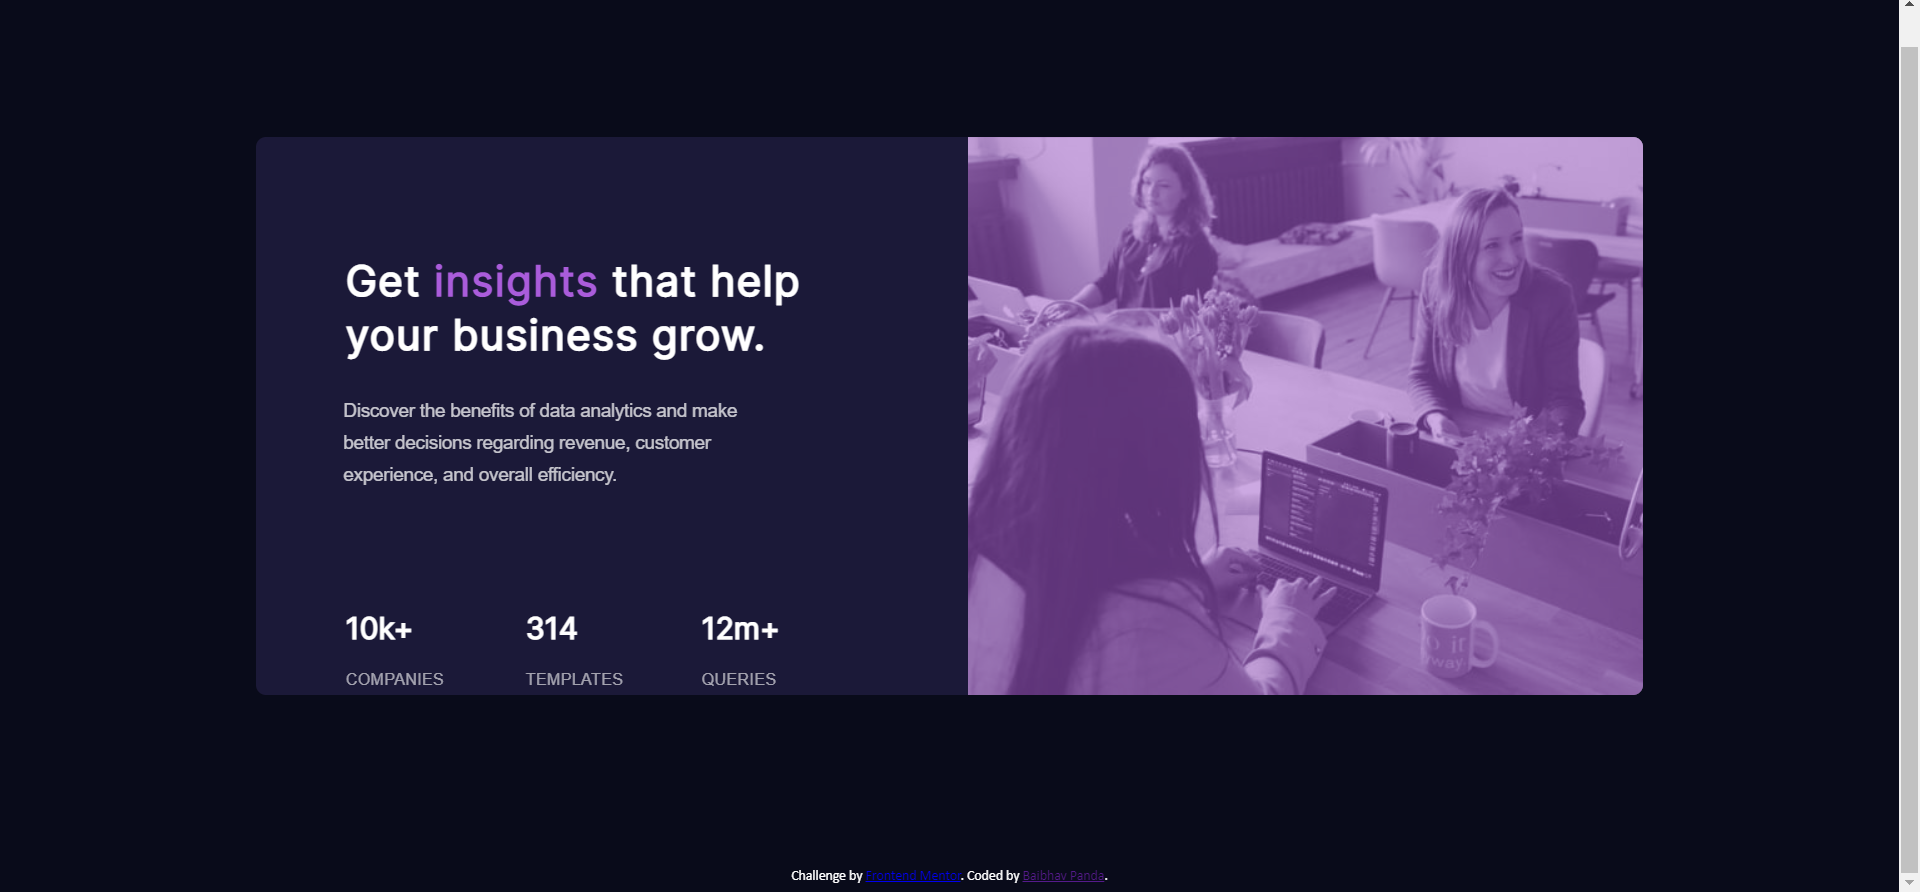 Get insights that help
your business grow.
Discover the benefits of data analytics and make
better decisions regarding revenue, customer
experience, and overall efficiency.
10k+ 314 12m+
COMPANIES TEMPLATES QUERIES
Challenge by Frontend Mentor. Coded by Baibhav Panda.